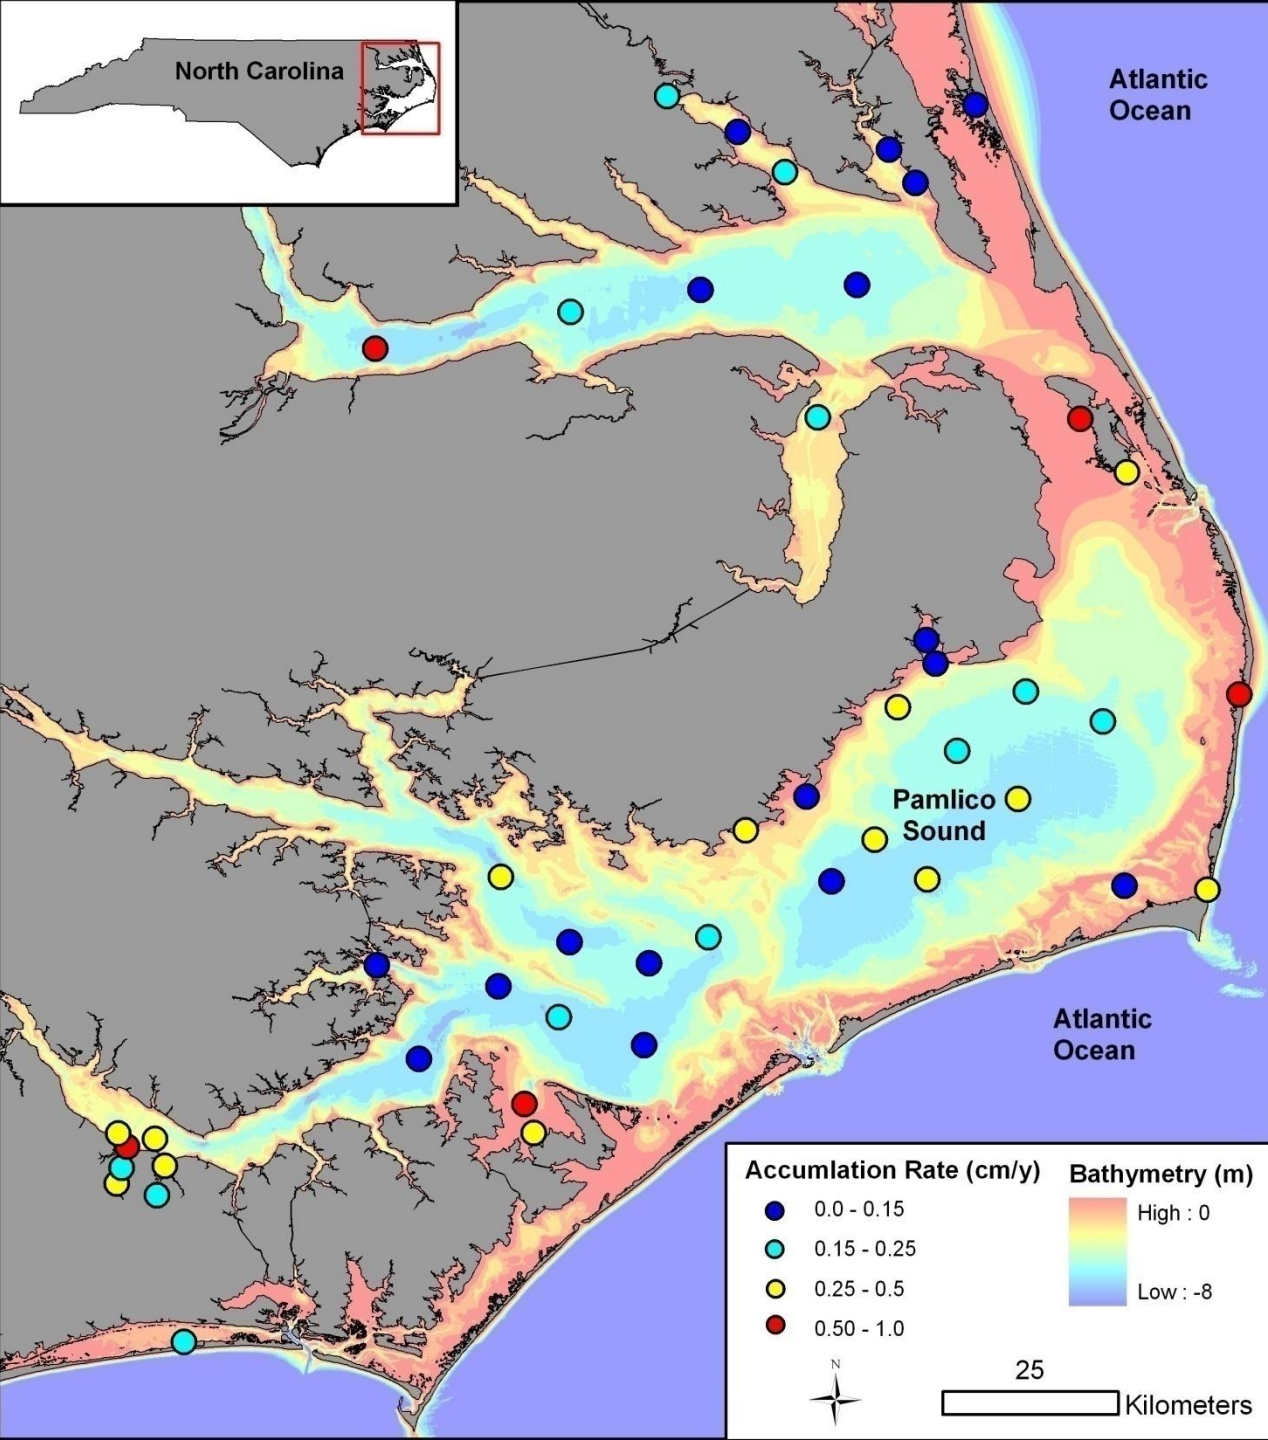 North Carolina
Atlantic
Ocean
Pamlico
Sound
Atlantic
Ocean
Accumlation Rate (cm/y)
0.0 - 0.15
0.15 - 0.25
0.25 - 0.5
0.50 - 1.0
Bathymetry (m)
High : 0
Low : -8
N
25
Kilometers